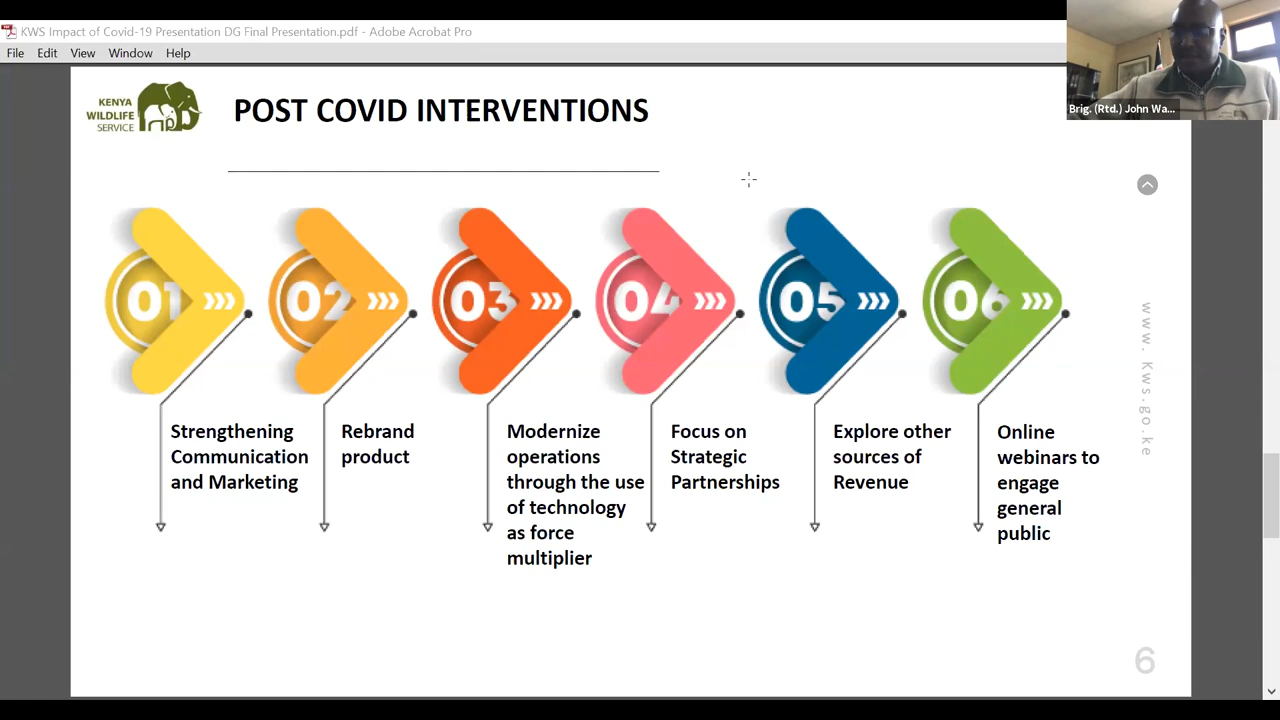 KWS Impact of Covid-19 Presentation DG Final Presentation.pdf - Adobe Acrobat Pro
File Edit View Window Help
Brig. (Rtd.) John Wa...
KENYA
WILDLIFE
SERVICE
POST COVID INTERVENTIONS
01
02
03
04
05
06
Strengthening
Communication
and Marketing
Rebrand
product
Modernize
operations
through the use
of technology
as force
multiplier
Focus on
Strategic
Partnerships
Explore other
sources of
Revenue
Online
webinars to
engage
general
public
www. Kws.go.ke
6